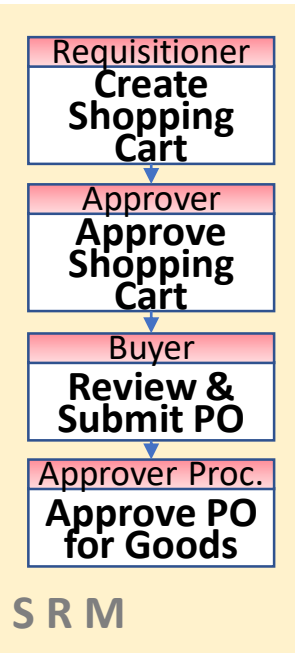 Requisitioner
Create
Shopping
Cart
Approver
Approve
Shopping
Cart
Buyer
Review &
Submit PO
Approver Proc.
Approve PO
for Goods
S R M